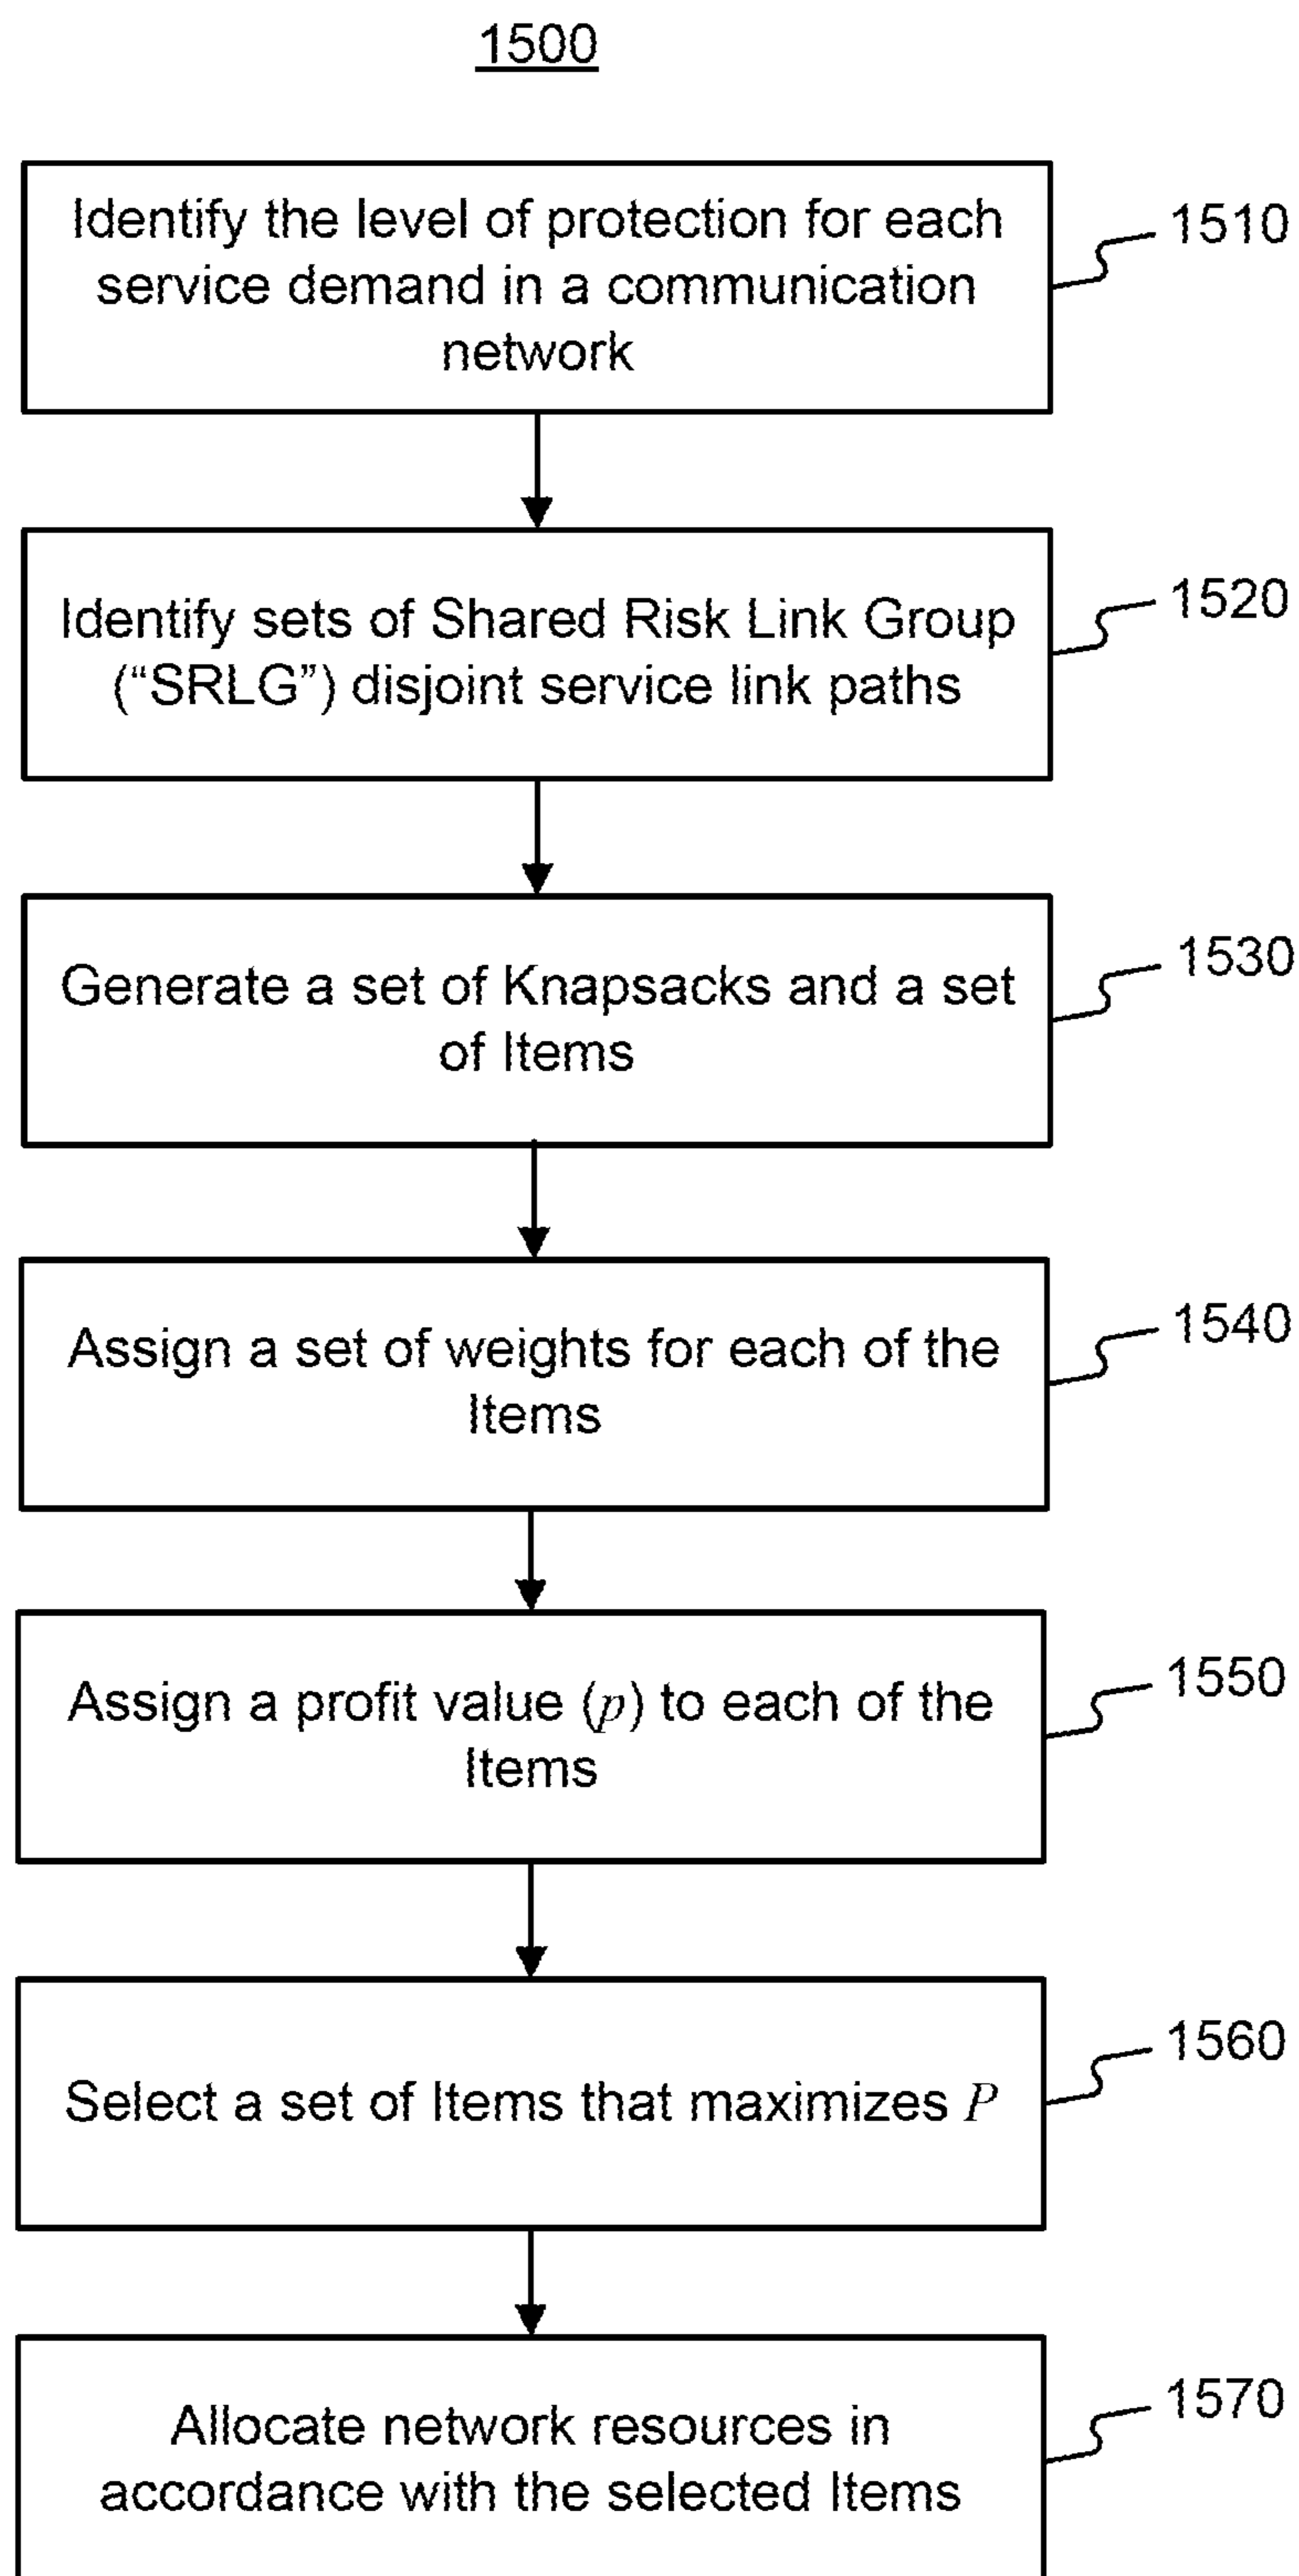 1500
Identify the level of protection for each
service demand in a communication
network
1510
Identify sets of Shared Risk Link Group
(“SRLG”) disjoint service link paths
1520
Generate a set of Knapsacks and a set
of Items
1530
Assign a set of weights for each of the
Items
1540
Assign a profit value (p) to each of the
Items
1550
Select a set of Items that maximizes P
1560
Allocate network resources in
accordance with the selected Items
1570